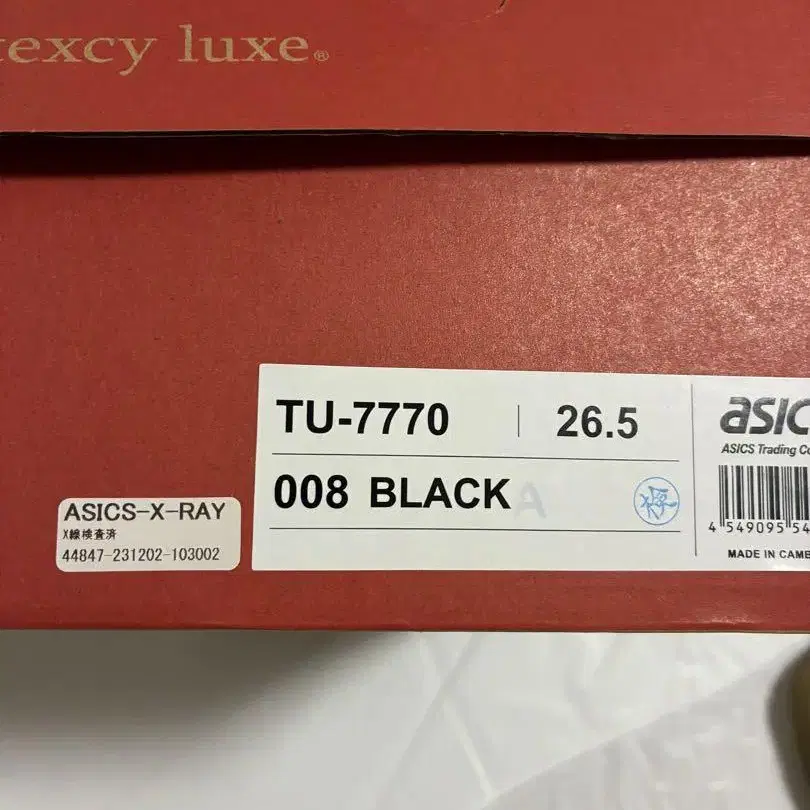 texcy luxe®
TU-7770 | 26.5
008 BLACK
ASICS-X-RAY
X線検査済
44847-231202-103002
asic
ASICS Trading Co
4 549095 54
MADE IN CAMB